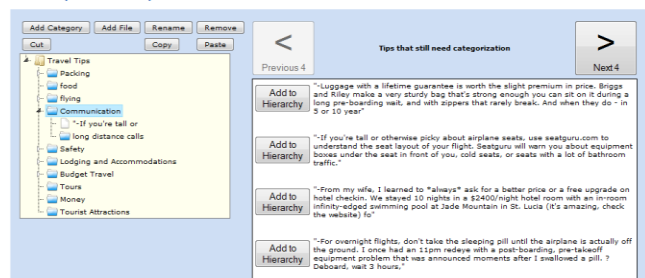 Add Category Add File Rename Remove
Cut Copy Paste
Travel Tips
Packing
food
flying
Communication
"-If you're tall or
long distance calls
Safety
Lodging and Accommodations
Budget Travel
Tours
Money
Tourist Attractions
<
Previous 4
Tips that still need categorization
>
Next 4
Add to
Hierarchy
"-Luggage with a lifetime guarantee is worth the slight premium in price. Briggs
and Riley make a very sturdy bag that's strong enough you can sit on it during a
long pre-boarding wait, and with zippers that rarely break. And when they do - in
5 or 10 year"
Add to
Hierarchy
"-If you're tall or otherwise picky about airplane seats, use seatguru.com to
understand the seat layout of your flight. Seatguru will warn you about equipment
boxes under the seat in front of you, cold seats, or seats with a lot of bathroom
traffic."
Add to
Hierarchy
"-From my wife, I learned to *always* ask for a better price or a free upgrade on
hotel checkin. We stayed 10 nights in a $2400/night hotel room with an in-room
infinity-edged swimming pool at Jade Mountain in St. Lucia (it's amazing, check
the website) fo"
Add to
Hierarchy
"-For overnight flights, don't take the sleeping pill until the airplane is actually off
the ground. I once had an 11pm redeye with a post-boarding, pre-takeoff
equipment problem that was announced moments after I swallowed a pill. ?
Deboard, wait 3 hours,"